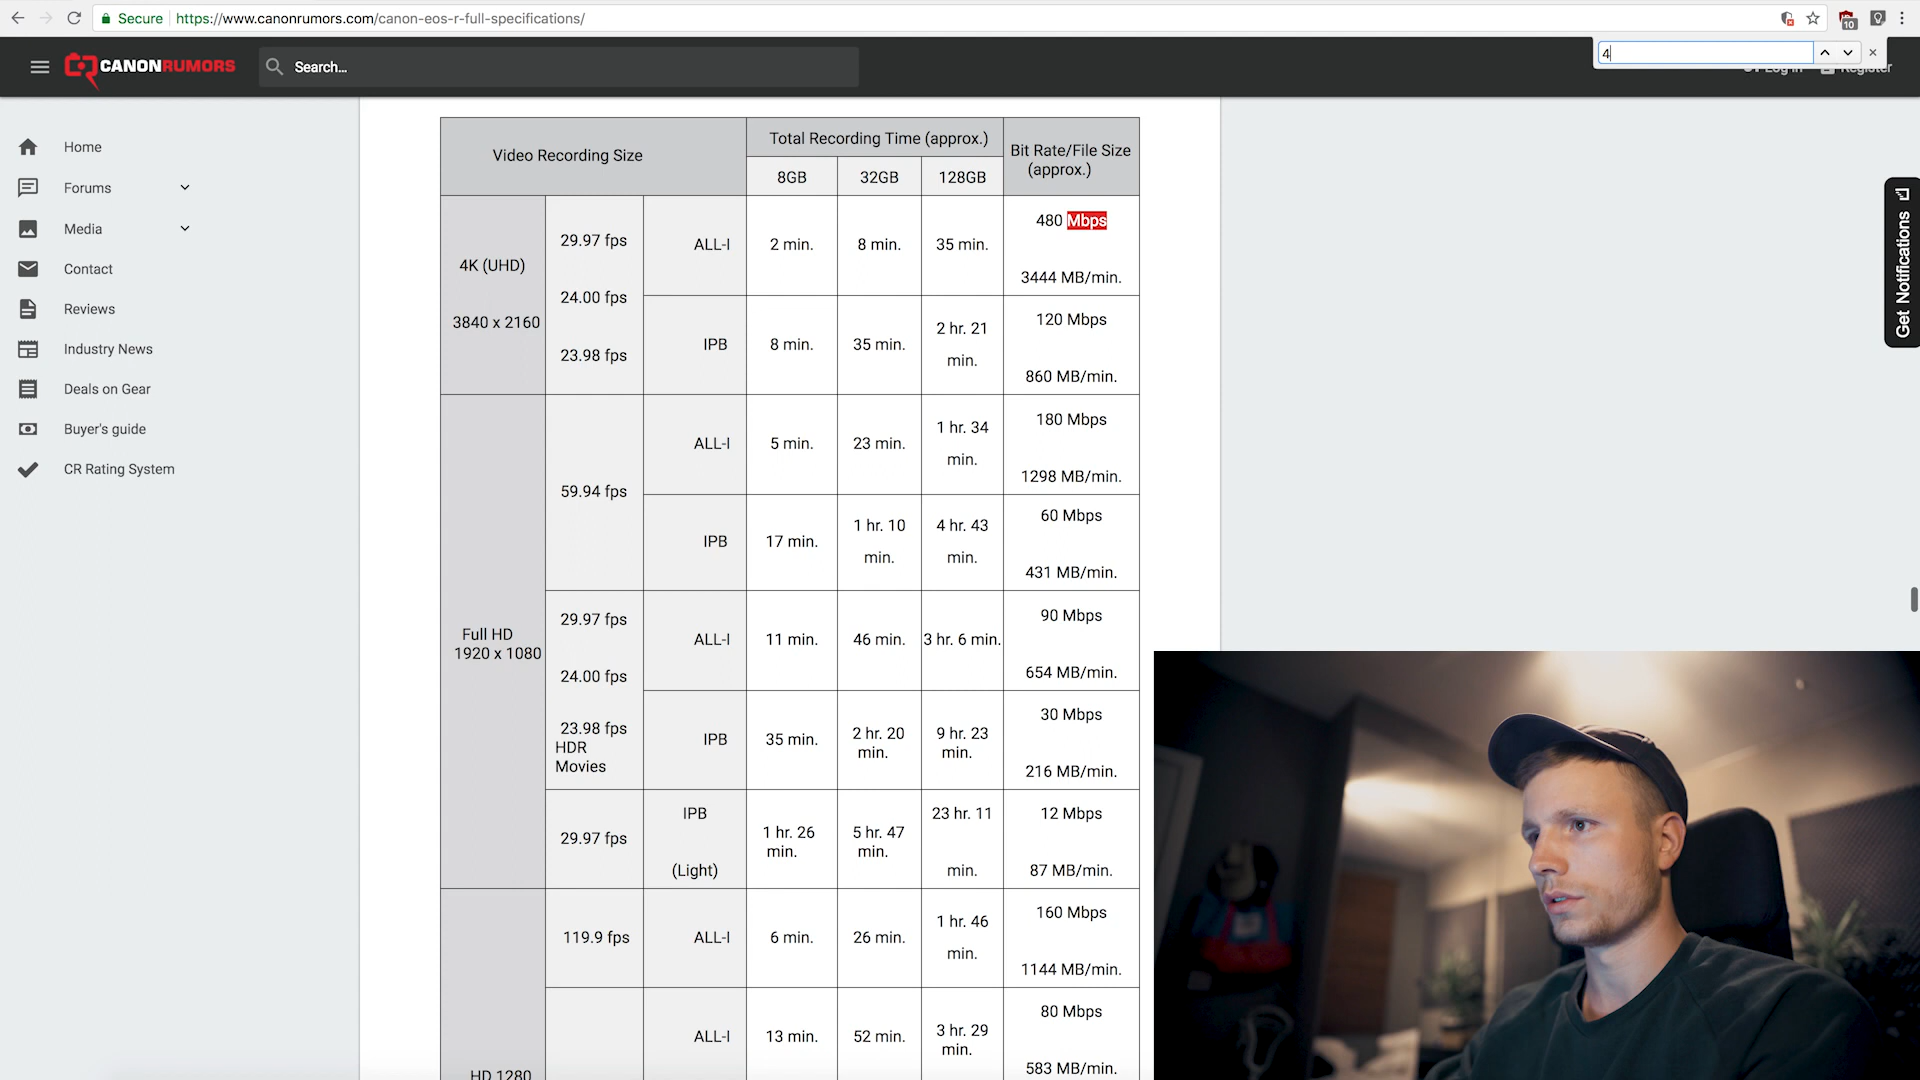 Secure
https://www.canonrumors.com/canon-eos-r-full-specifications/
10
4
CANONRUMORS
Search...
Log in
Register
Home
Forums
Media
Contact
Reviews
Industry News
Deals on Gear
Buyer's guide
CR Rating System
Get Notifications
Video Recording Size
Total Recording Time (approx.)
Bit Rate/File Size
(approx.)
8GB
32GB
128GB
4K (UHD)
3840 x 2160
29.97 fps
24.00 fps
23.98 fps
ALL-I
2 min.
8 min.
35 min.
480 Mbps
3444 MB/min.
IPB
8 min.
35 min.
2 hr. 21
min.
120 Mbps
860 MB/min.
Full HD
1920 x 1080
59.94 fps
ALL-I
5 min.
23 min.
1 hr. 34
min.
180 Mbps
1298 MB/min.
IPB
17 min.
1 hr. 10
min.
4 hr. 43
min.
60 Mbps
431 MB/min.
29.97 fps
24.00 fps
23.98 fps
HDR
Movies
ALL-I
11 min.
46 min.
3 hr. 6 min.
90 Mbps
654 MB/min.
IPB
35 min.
2 hr. 20
min.
9 hr. 23
min.
30 Mbps
216 MB/min.
29.97 fps
IPB
(Light)
1 hr. 26
min.
5 hr. 47
min.
23 hr. 11
min.
12 Mbps
87 MB/min.
HD 1280
119.9 fps
ALL-I
6 min.
26 min.
1 hr. 46
min.
160 Mbps
1144 MB/min.
ALL-I
13 min.
52 min.
3 hr. 29
min.
80 Mbps
583 MB/min.